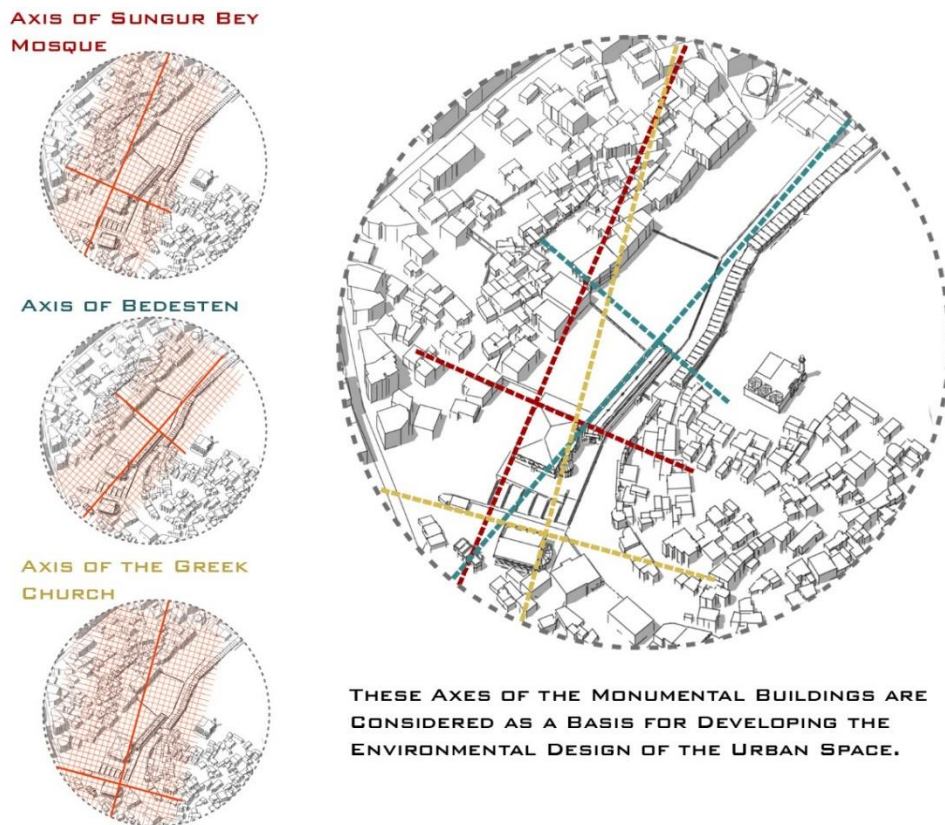 Axis of Sungur Bey
Mosque
Axis of Bedesten
Axis of the Greek
Church
These Axes of the Monumental Buildings are
Considered as a Basis for Developing the
Environmental Design of the Urban Space.